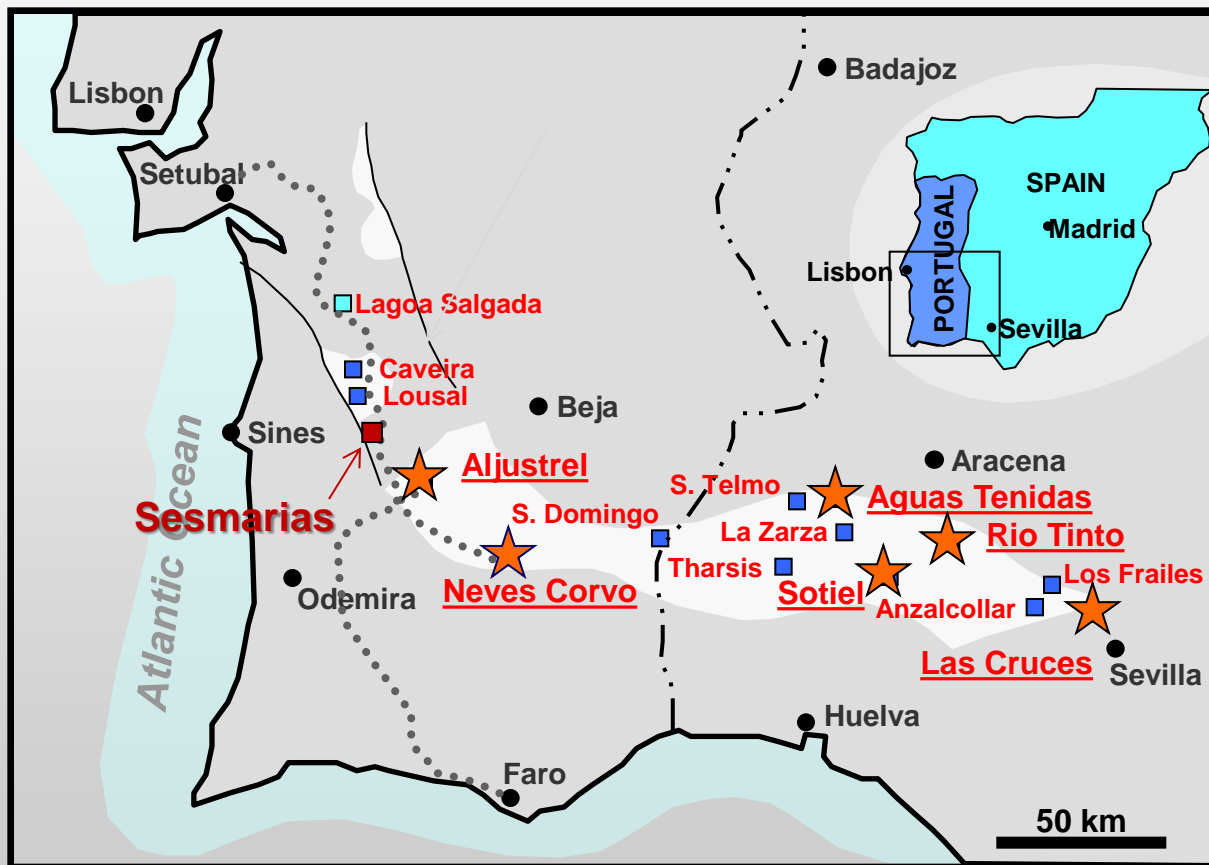 Badajoz
Lisbon
Setubal
SPAIN
PORTUGAL
Madrid
Lisbon
Sevilla
Lagoa Salgada
Caveira
Lousal
Beja
Sines
Atlantic Ocean
Aljustrel
Aracena
S. Telmo
Aguas Tenidas
Sesmarias
S. Domingo
La Zarza
Rio Tinto
Tharsis
Los Frailes
Neves Corvo
Sotiel
Anzalcollar
Odemira
Las Cruces
Sevilla
Huelva
Faro
50 km